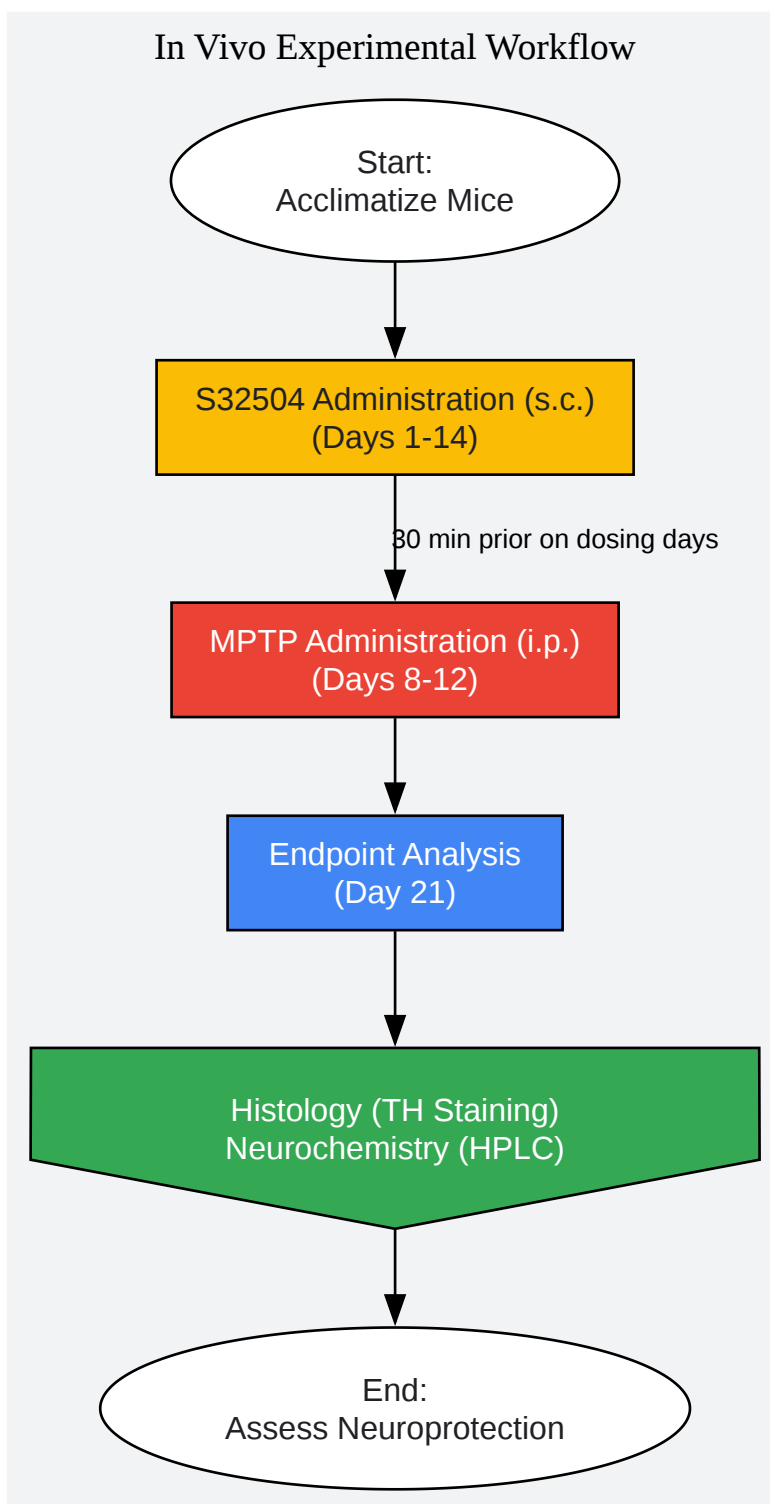 In Vivo Experimental Workflow
Start:
Acclimatize Mice
S32504 Administration (s.c.)
(Days 1-14)
30 min prior on dosing days
MPTP Administration (i.p.)
(Days 8-12)
Endpoint Analysis
(Day 21)
Histology (TH Staining)
Neurochemistry (HPLC)
End:
Assess Neuroprotection